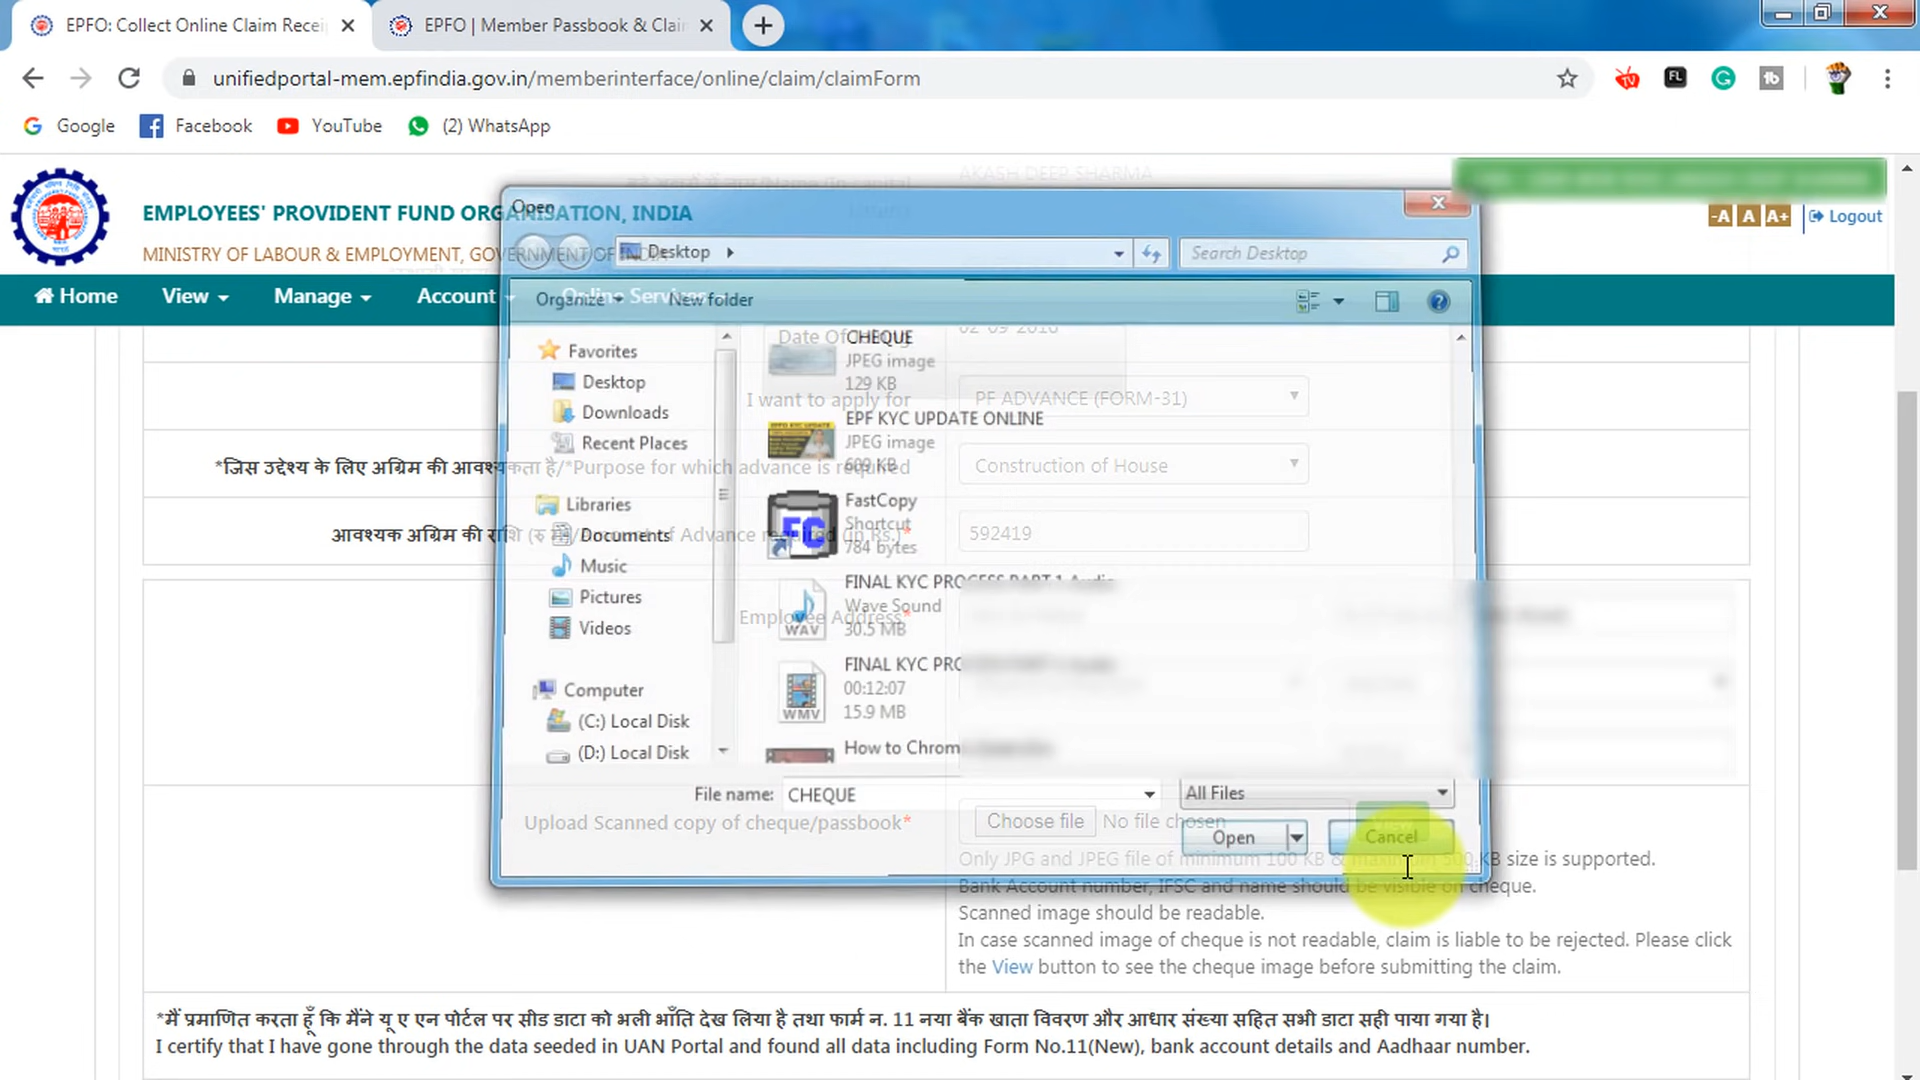 EPFO: Collect Online Claim Recei
EPFO | Member Passbook & Clai
unifiedportal-mem.epfindia.gov.in/memberinterface/online/claim/claimForm
Google
Facebook
YouTube
(2) WhatsApp
EMPLOYEES' PROVIDENT FUND ORGANISATION, INDIA
MINISTRY OF LABOUR & EMPLOYMENT, GOVERNMENT OF INDIA
AKASH DEEP SHARMA
-A A A+
Logout
Home
View
Manage
Account
Online Services
Open
Desktop
Search Desktop
Organize
New folder
Favorites
Desktop
Downloads
Recent Places
Libraries
Documents
Music
Pictures
Videos
Computer
(C:) Local Disk
(D:) Local Disk
CHEQUE
JPEG image
129 KB
EPF KYC UPDATE ONLINE
JPEG image
609 KB
FastCopy
Shortcut
784 bytes
FINAL KYC PROCESS PART 1 Audio
Wave Sound
30.5 MB
FINAL KYC PRO
00:12:07
15.9 MB
How to Chrom
File name: CHEQUE
All Files
Open
Cancel
I want to apply for
PF ADVANCE (FORM-31)
*जिस उद्देश्य के लिए अग्रिम की आवश्यकता है/*Purpose for which advance is required
Construction of House
आवश्यक अग्रिम की राशि (रु में)/Amount of Advance required (in Rs.)*
592419
Employee Address*
Upload Scanned copy of cheque/passbook*
Choose file No file chosen
Only JPG and JPEG file of minimum 100 KB & maximum 500 KB size is supported.
Bank Account number, IFSC and name should be visible on cheque.
Scanned image should be readable.
In case scanned image of cheque is not readable, claim is liable to be rejected. Please click
the View button to see the cheque image before submitting the claim.
*मैं प्रमाणित करता हूँ कि मैंने यू ए एन पोर्टल पर सीड डाटा को भली भाँति देख लिया है तथा फार्म न. 11 नया बैंक खाता विवरण और आधार संख्या सहित सभी डाटा सही पाया गया है।
I certify that I have gone through the data seeded in UAN Portal and found all data including Form No.11(New), bank account details and Aadhaar number.